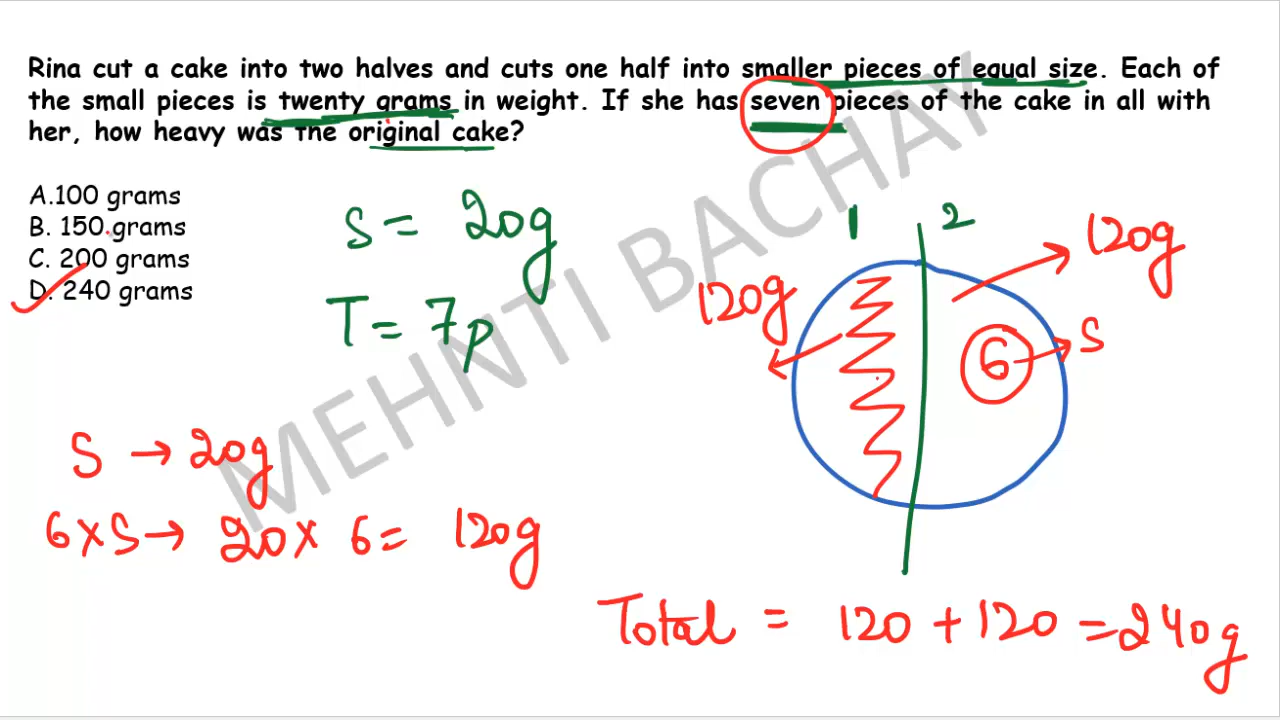 Rina cut a cake into two halves and cuts one half into smaller pieces of equal size. Each of
the small pieces is twenty grams in weight. If she has seven pieces of the cake in all with
her, how heavy was the original cake?
A.100 grams
B. 150 grams
C. 200 grams
D. 240 grams
S = 20g
T = 7p
1 2
120g
120g
6 → S
S → 20g
6 x S → 20 x 6 = 120g
Total = 120 + 120 = 240g
MEHNTI BACHAY